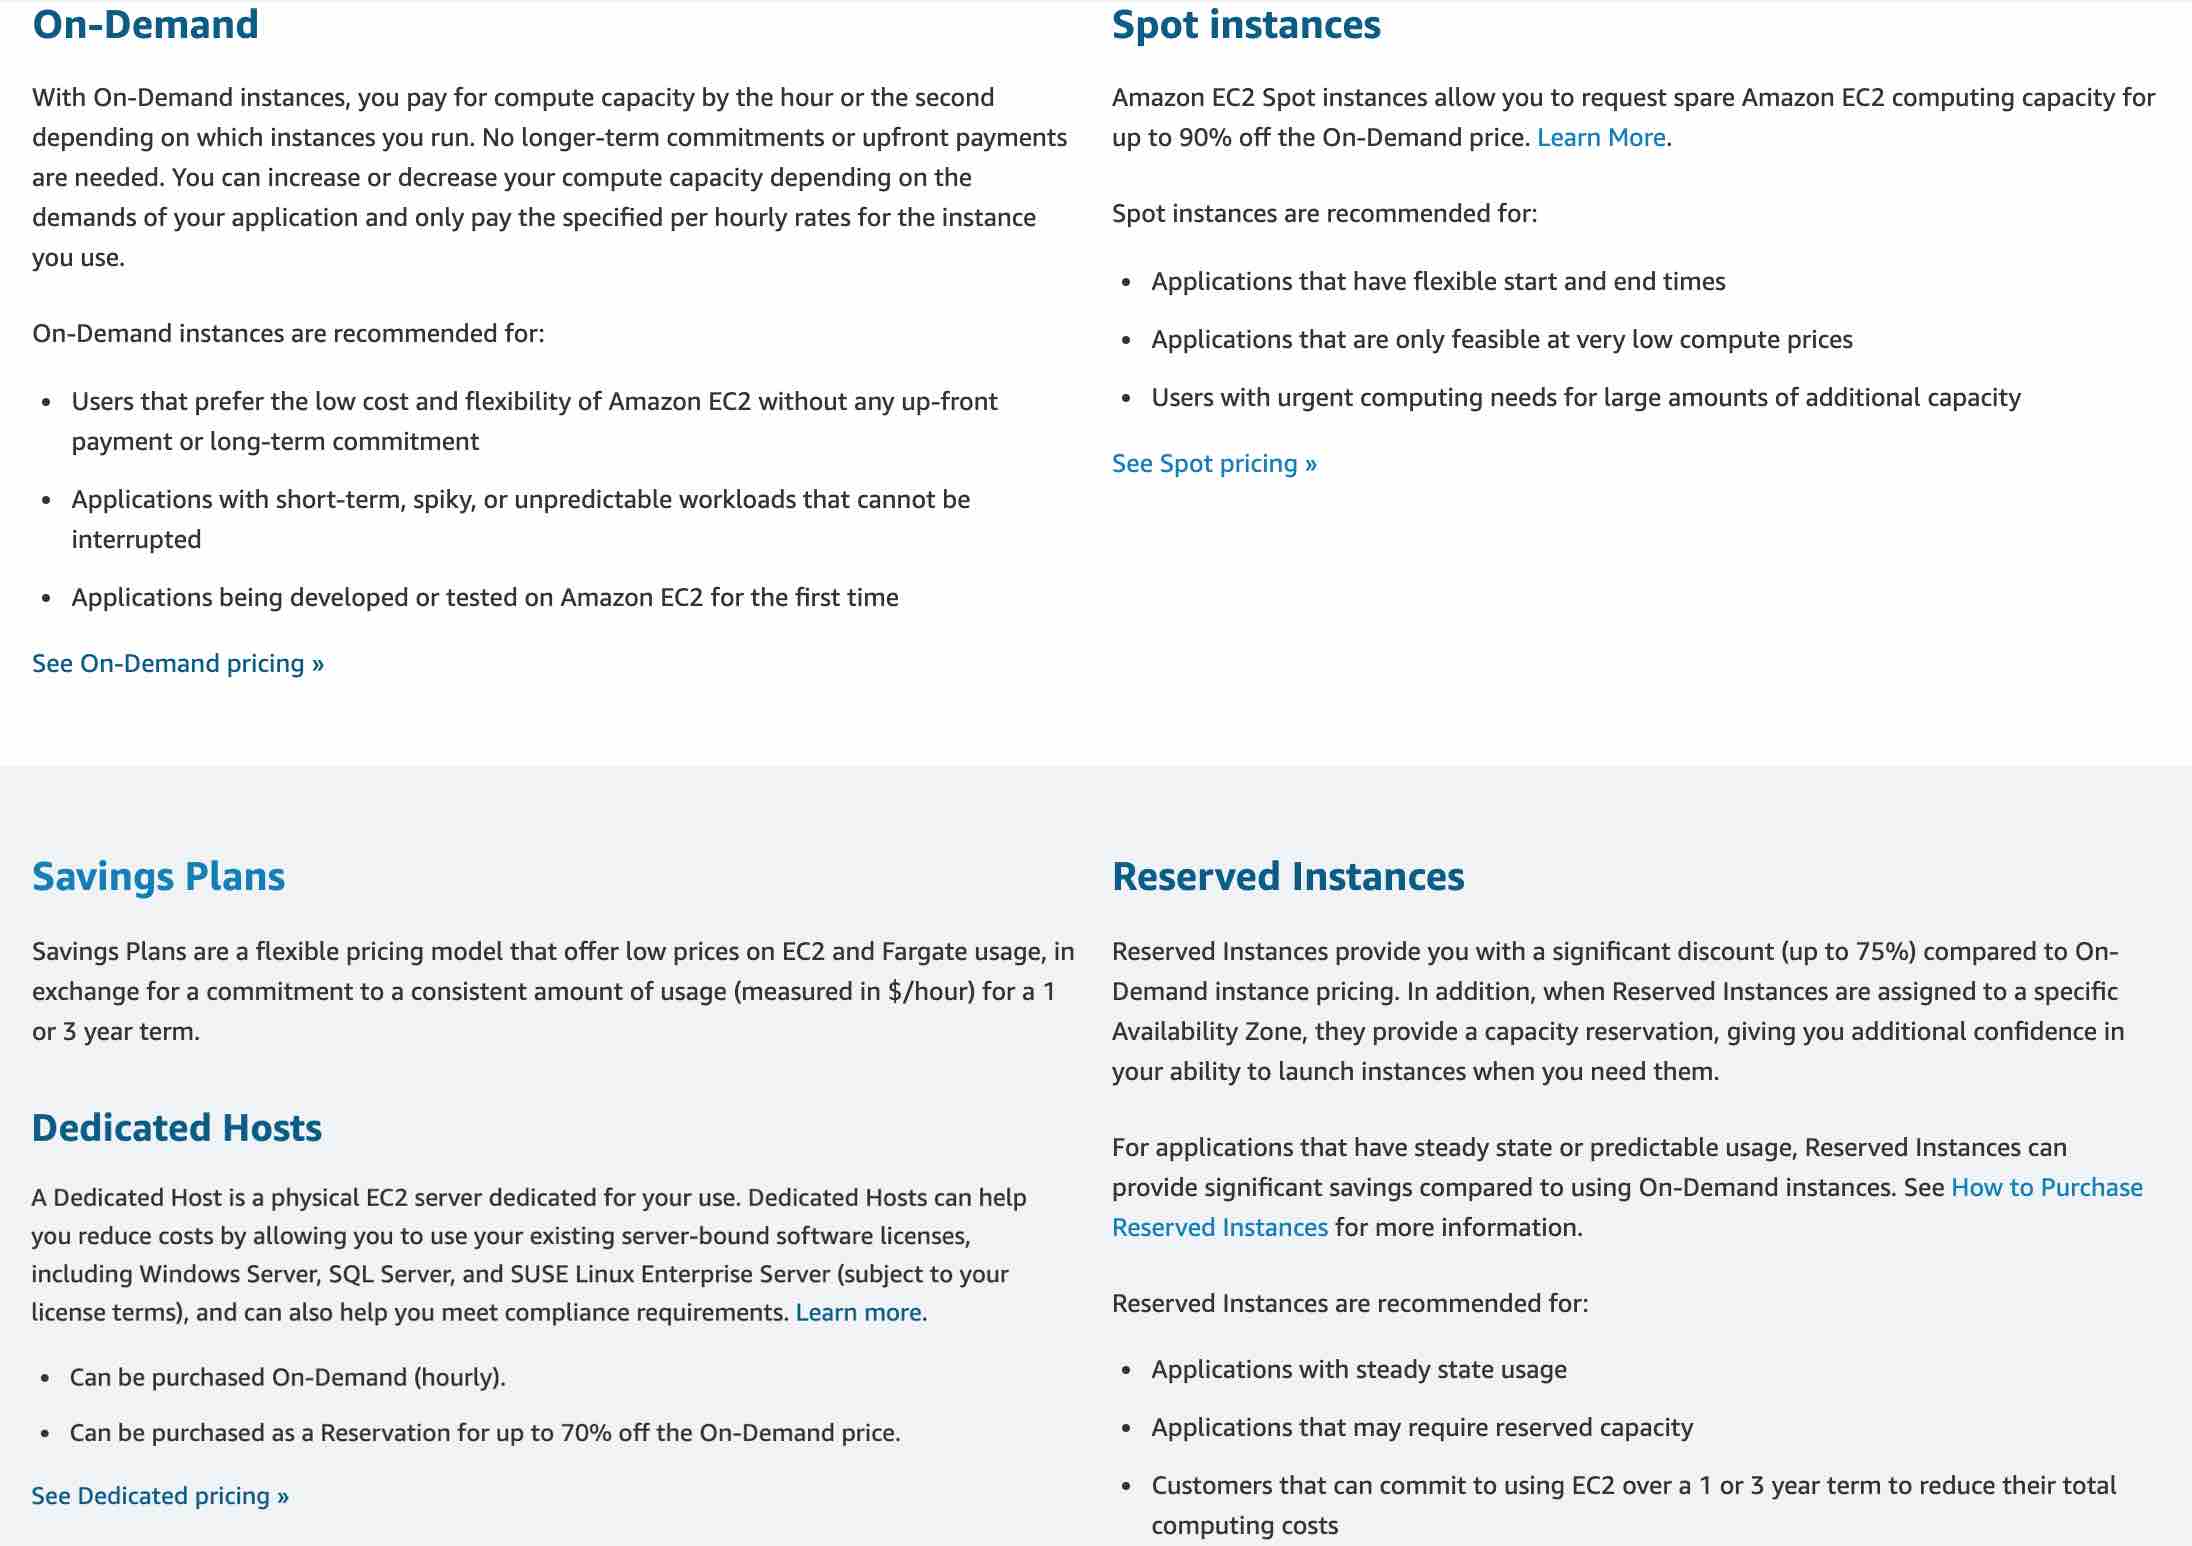 On-Demand
With On-Demand instances, you pay for compute capacity by the hour or the second
depending on which instances you run. No longer-term commitments or upfront payments
are needed. You can increase or decrease your compute capacity depending on the
demands of your application and only pay the specified per hourly rates for the instance
you use.
On-Demand instances are recommended for:
• Users that prefer the low cost and flexibility of Amazon EC2 without any up-front
payment or long-term commitment
• Applications with short-term, spiky, or unpredictable workloads that cannot be
interrupted
• Applications being developed or tested on Amazon EC2 for the first time
See On-Demand pricing »
Spot instances
Amazon EC2 Spot instances allow you to request spare Amazon EC2 computing capacity for
up to 90% off the On-Demand price. Learn More.
Spot instances are recommended for:
• Applications that have flexible start and end times
• Applications that are only feasible at very low compute prices
• Users with urgent computing needs for large amounts of additional capacity
See Spot pricing »
Savings Plans
Savings Plans are a flexible pricing model that offer low prices on EC2 and Fargate usage, in
exchange for a commitment to a consistent amount of usage (measured in $/hour) for a 1
or 3 year term.
Dedicated Hosts
A Dedicated Host is a physical EC2 server dedicated for your use. Dedicated Hosts can help
you reduce costs by allowing you to use your existing server-bound software licenses,
including Windows Server, SQL Server, and SUSE Linux Enterprise Server (subject to your
license terms), and can also help you meet compliance requirements. Learn more.
• Can be purchased On-Demand (hourly).
• Can be purchased as a Reservation for up to 70% off the On-Demand price.
See Dedicated pricing »
Reserved Instances
Reserved Instances provide you with a significant discount (up to 75%) compared to On-
Demand instance pricing. In addition, when Reserved Instances are assigned to a specific
Availability Zone, they provide a capacity reservation, giving you additional confidence in
your ability to launch instances when you need them.
For applications that have steady state or predictable usage, Reserved Instances can
provide significant savings compared to using On-Demand instances. See How to Purchase
Reserved Instances for more information.
Reserved Instances are recommended for:
• Applications with steady state usage
• Applications that may require reserved capacity
• Customers that can commit to using EC2 over a 1 or 3 year term to reduce their total
computing costs